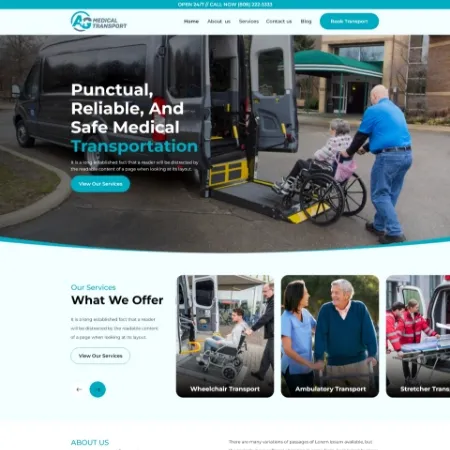 OPEN 24/7 // CALL NOW
AG MEDICAL
TRANSPORT
Home About us Services Contact us Blog Book Transport
Punctual,
Reliable, And
Safe Medical
Transportation
It is a long established fact that a reader will be distracted by
the readable content of a page when looking at its layout.
View Our Services
Our Services
What We Offer
It is a long established fact that a reader
will be distracted by the readable content
of a page when looking at its layout.
View Our Services
Wheelchair Transport
Ambulatory Transport
Stretcher Trans
ABOUT US
There are many variations of passages of Lorem Ipsum available, but